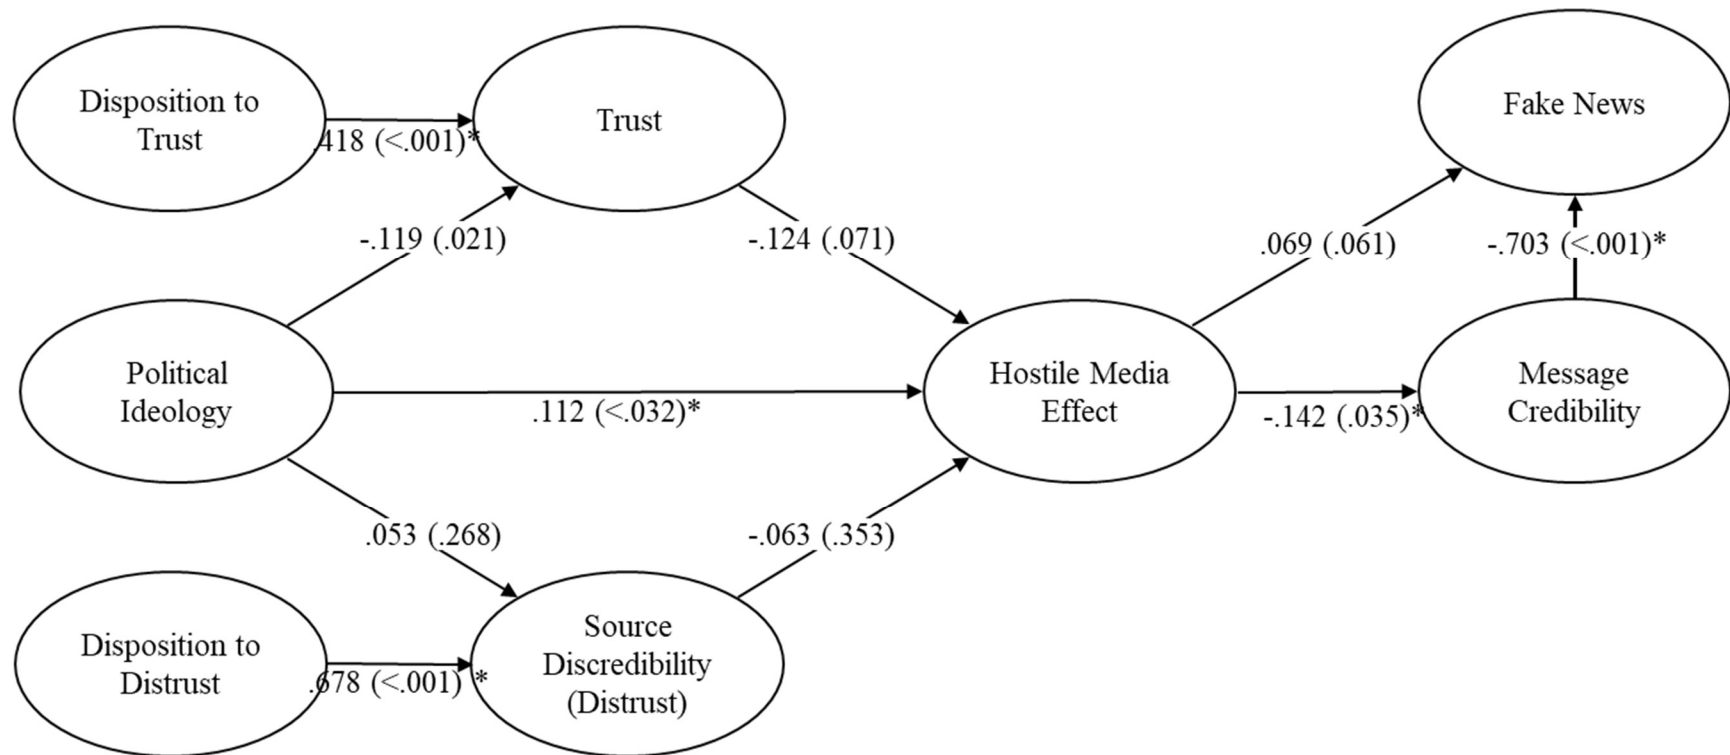 Disposition to
Trust
.418 (<.001)*
Trust
Fake News
-.119 (.021)
-.124 (.071)
.069 (.061)
-.703 (<.001)*
Political
Ideology
.112 (<.032)*
Hostile Media
Effect
-.142 (.035)*
Message
Credibility
.053 (.268)
-.063 (.353)
Disposition to
Distrust
.678 (<.001) *
Source
Discredibility
(Distrust)